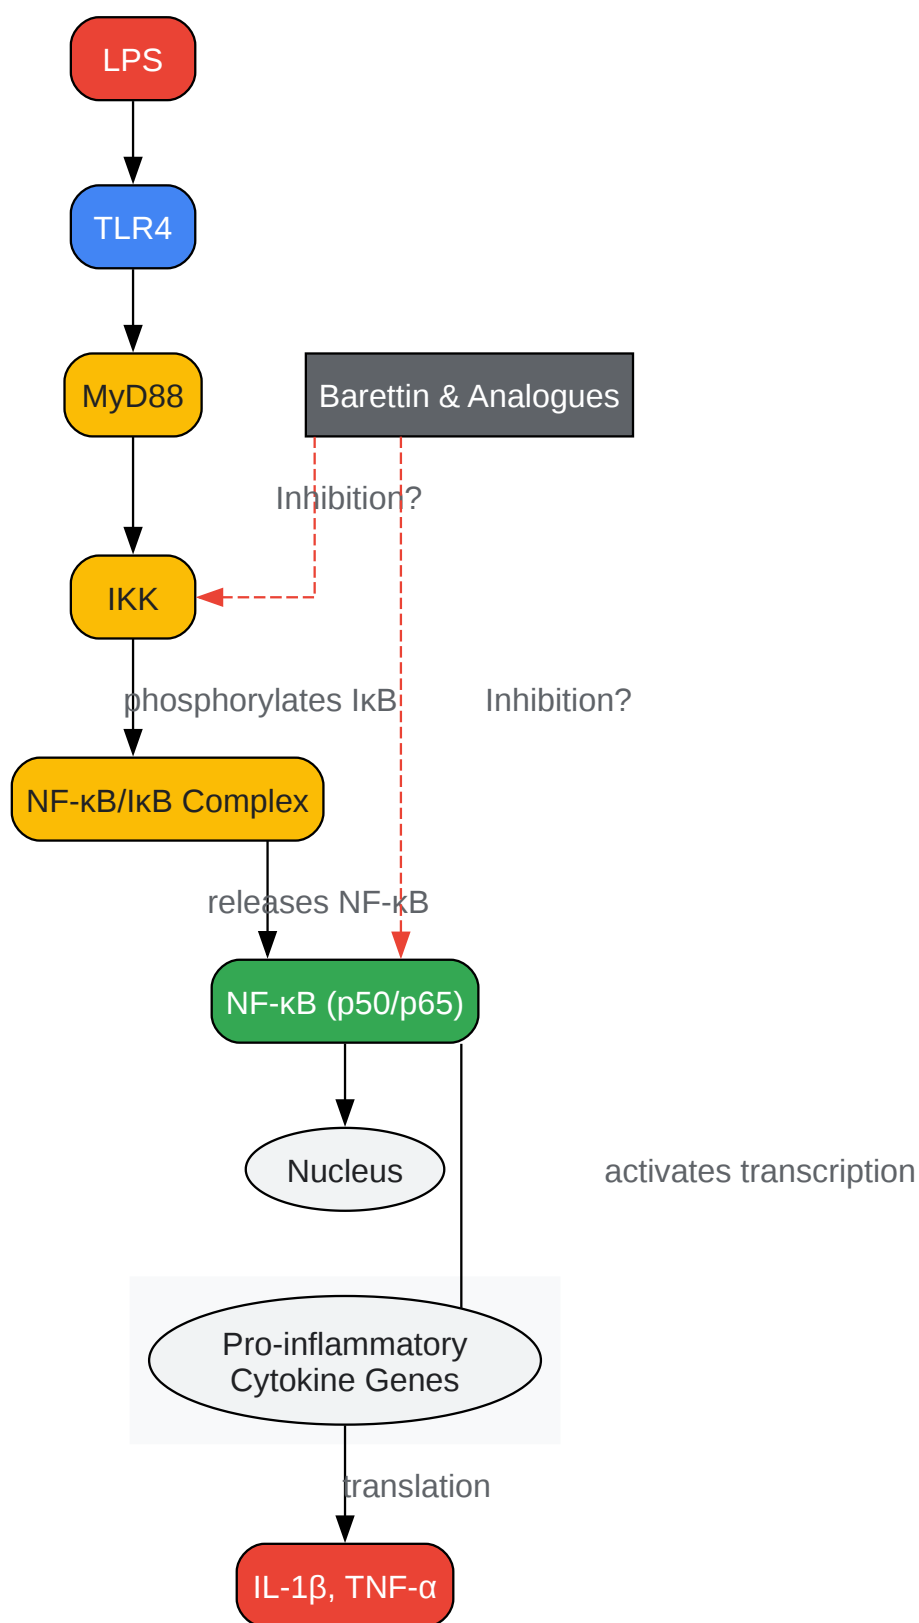 LPS
TLR4
MyD88
Barettin & Analogues
Inhibition?
IKK
phosphorylates IκB
Inhibition?
NF-κB/IκB Complex
releases NF-κB
NF-κB (p50/p65)
Nucleus
activates transcription
Pro-inflammatory
Cytokine Genes
translation
IL-1β, TNF-α